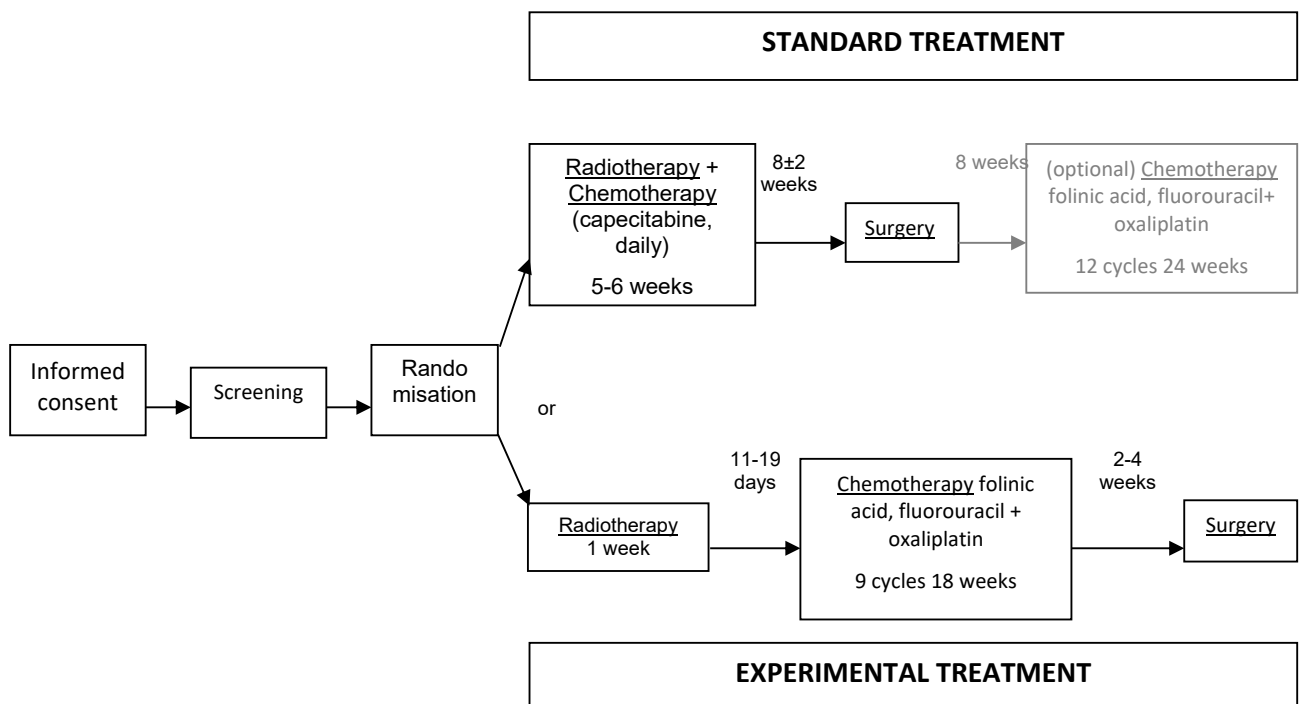 STANDARD TREATMENT
Radiotherapy +
Chemotherapy
(capecitabine,
daily)
5-6 weeks
8±2
weeks
Surgery
8 weeks
(optional) Chemotherapy
folinic acid, fluorouracil+
oxaliplatin
12 cycles 24 weeks
Informed
consent
Screening
Rando
misation
or
Radiotherapy
1 week
11-19
days
Chemotherapy folinic
acid, fluorouracil +
oxaliplatin
9 cycles 18 weeks
2-4
weeks
Surgery
EXPERIMENTAL TREATMENT